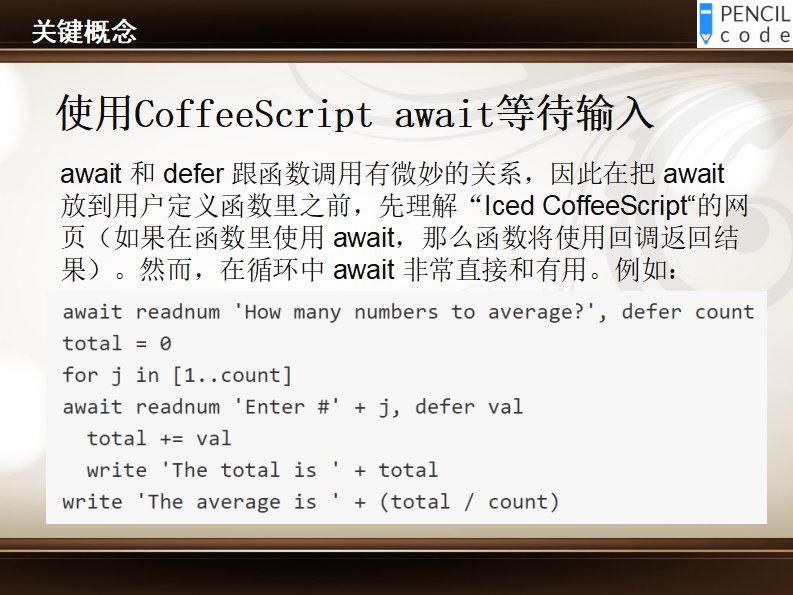 关键概念
PENCIL
code
使用CoffeeScript await等待输入
await 和 defer 跟函数调用有微妙的关系，因此在把 await
放到用户定义函数里之前，先理解“Iced CoffeeScript“的网
页（如果在函数里使用 await，那么函数将使用回调返回结
果）。然而，在循环中 await 非常直接和有用。例如：
await readnum 'How many numbers to average?', defer count
total = 0
for j in [1..count]
await readnum 'Enter #' + j, defer val
  total += val
  write 'The total is ' + total
write 'The average is ' + (total / count)